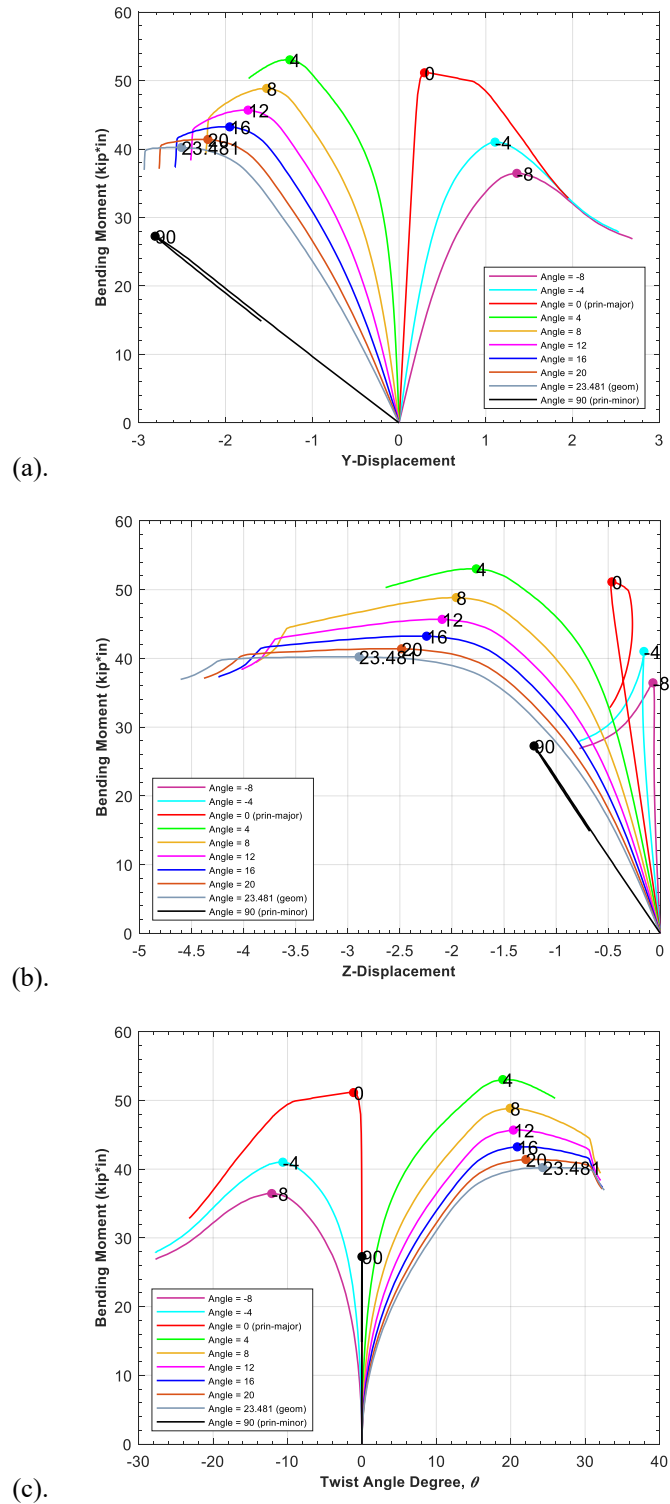 60
50
40
30
20
10
0
-3
-2
-1
0
1
2
3
Bending Moment (kip*in)
Y-Displacement
4
8
12
16
20
23.481
90
0
-4
-8
Angle = -8
Angle = -4
Angle = 0 (prin-major)
Angle = 4
Angle = 8
Angle = 12
Angle = 16
Angle = 20
Angle = 23.481 (geom)
Angle = 90 (prin-minor)
(a).
60
50
40
30
20
10
0
-5
-4.5
-4
-3.5
-3
-2.5
-2
-1.5
-1
-0.5
0
Bending Moment (kip*in)
Z-Displacement
4
8
12
16
20
23.481
90
0
-4
-8
Angle = -8
Angle = -4
Angle = 0 (prin-major)
Angle = 4
Angle = 8
Angle = 12
Angle = 16
Angle = 20
Angle = 23.481 (geom)
Angle = 90 (prin-minor)
(b).
60
50
40
30
20
10
0
-30
-20
-10
0
10
20
30
40
Bending Moment (kip*in)
Twist Angle Degree, θ
0
-4
-8
90
4
8
12
16
20
23.481
Angle = -8
Angle = -4
Angle = 0 (prin-major)
Angle = 4
Angle = 8
Angle = 12
Angle = 16
Angle = 20
Angle = 23.481 (geom)
Angle = 90 (prin-minor)
(c).